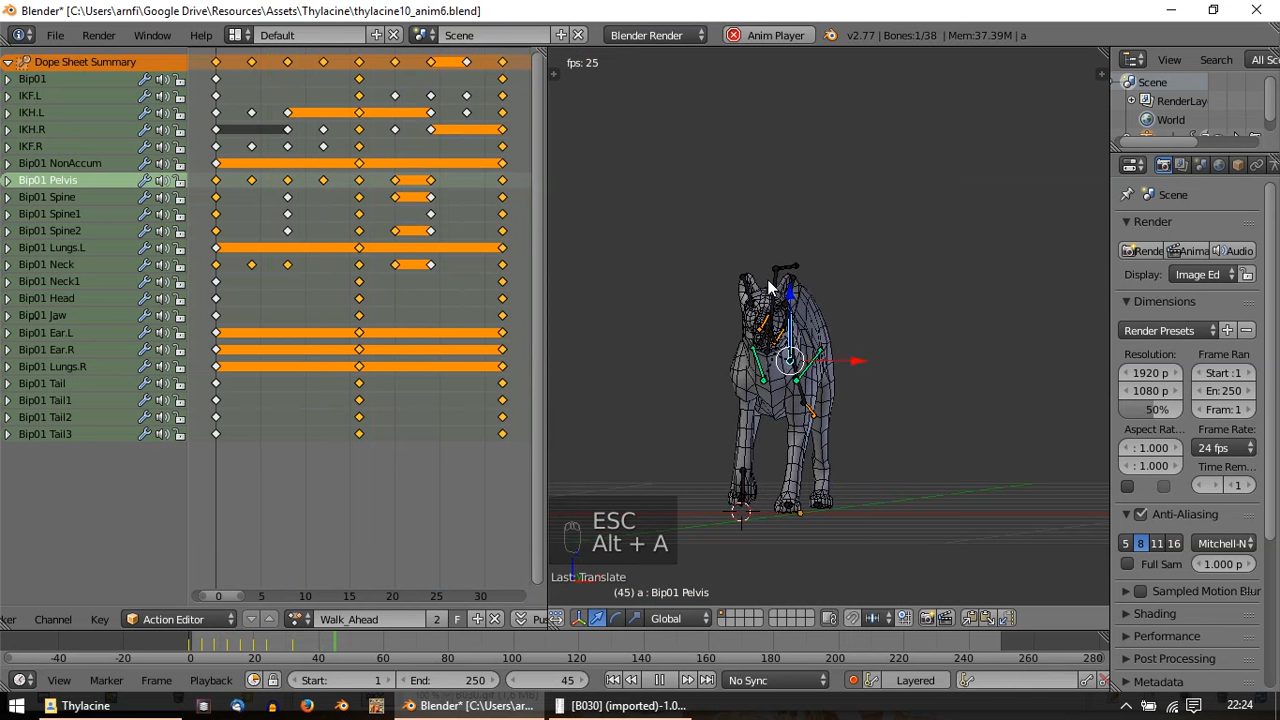 Blender* [C:\Users\arnfi\Google Drive\Resources\Assets\Thylacine\thylacine10_anim6.blend]
File Render Window Help Default Scene Blender Render Anim Player v2.77 | Bones:1/38 | Mem:37.39M | a
Dope Sheet Summary
Bip01
IKF.L
IKH.L
IKH.R
IKF.R
Bip01 NonAccum
Bip01 Pelvis
Bip01 Spine
Bip01 Spine1
Bip01 Spine2
Bip01 Lungs.L
Bip01 Neck
Bip01 Neck1
Bip01 Head
Bip01 Jaw
Bip01 Ear.L
Bip01 Ear.R
Bip01 Lungs.R
Bip01 Tail
Bip01 Tail1
Bip01 Tail2
Bip01 Tail3
0 5 10 15 20 25 30
ker Channel Key Action Editor Walk_Ahead 2 F Pus
fps: 25
ESC
Alt + A
Last: Translate
(45) a : Bip01 Pelvis
Global
View Search All Sc
Scene
RenderLay
World
Scene
Render
Rende Anima Audio
Display: Image Ed
Dimensions
Render Presets
Resolution: Frame Ran
1920 p Start :1
1080 p En: 250
50% Fram: 1
Aspect Rat... Frame Rate:
: 1.000 24 fps
: 1.000 Time Rem...
1
Anti-Aliasing
5 8 11 16 Mitchell-N
Full Sam 1.000 p
Sampled Motion Blur
Shading
Performance
Post Processing
Metadata
-40 -20 0 20 40 60 80 100 120 140 160 180 200 220 240 260 280
View Marker Frame Playback Start: 1 End: 250 45 No Sync Layered
Thylacine Blender* [C:\Users\ar... [B030] (imported)-1.0... 22:24